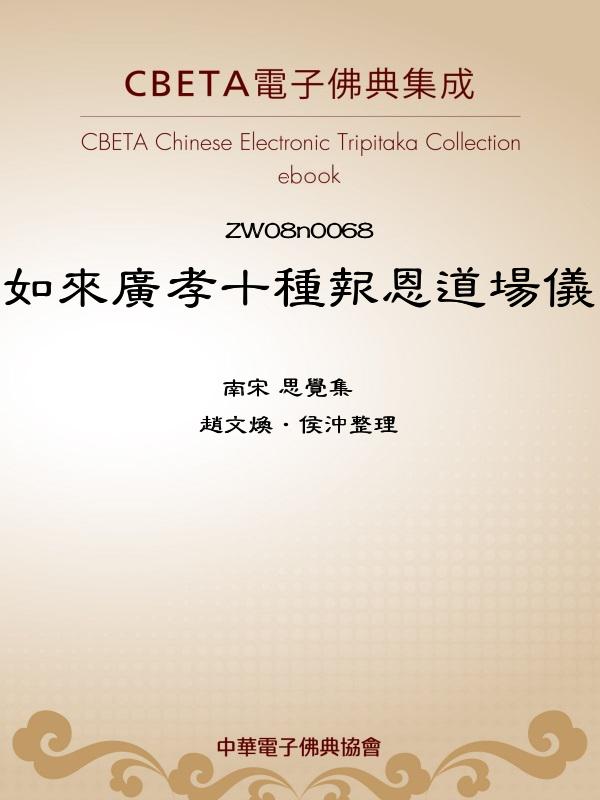 CBETA電子佛典集成
CBETA Chinese Electronic Tripitaka Collection
ebook
ZW08n0068
如來廣孝十種報恩道場儀
南宋 思覺集
趙文煥．侯沖整理
中華電子佛典協會